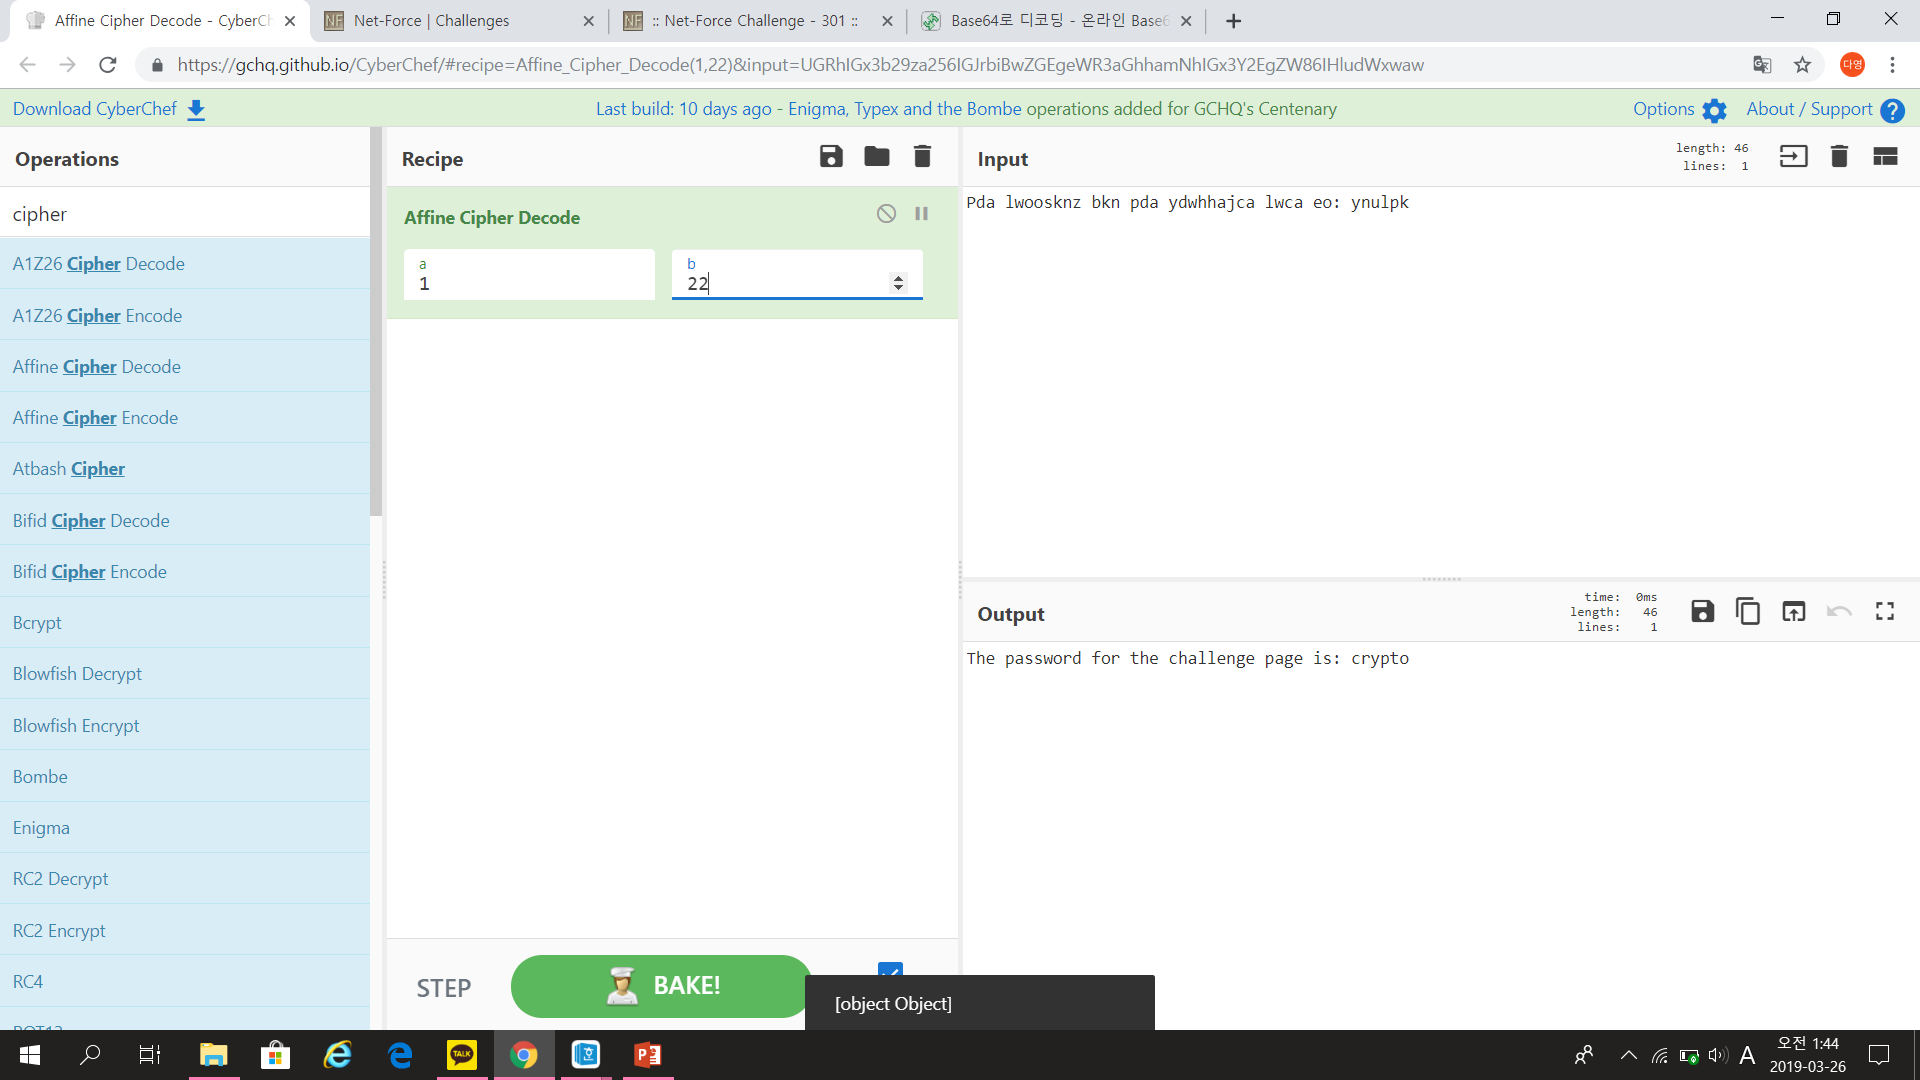 Affine Cipher Decode - CyberCh
Net-Force | Challenges
:: Net-Force Challenge - 301 ::
Base64로 디코딩 - 온라인 Base6
https://gchq.github.io/CyberChef/#recipe=Affine_Cipher_Decode(1,22)&input=UGRhIGx3b29za256IGJrbiBwZGEgeWR3aGhhamNhIGx3Y2EgZW86IHludWxwaw
다영
Download CyberChef
Last build: 10 days ago - Enigma, Typex and the Bombe operations added for GCHQ's Centenary
Options
About / Support
Operations
Recipe
Input
length: 46
lines: 1
cipher
Affine Cipher Decode
a
1
b
22
Pda lwoosknz bkn pda ydwhhajca lwca eo: ynulpk
A1Z26 Cipher Decode
A1Z26 Cipher Encode
Affine Cipher Decode
Affine Cipher Encode
Atbash Cipher
Bifid Cipher Decode
Bifid Cipher Encode
Bcrypt
Blowfish Decrypt
Blowfish Encrypt
Bombe
Enigma
RC2 Decrypt
RC2 Encrypt
RC4
Output
time: 0ms
length: 46
lines: 1
The password for the challenge page is: crypto
STEP
BAKE!
[object Object]
TALK
A
오전 1:44
2019-03-26